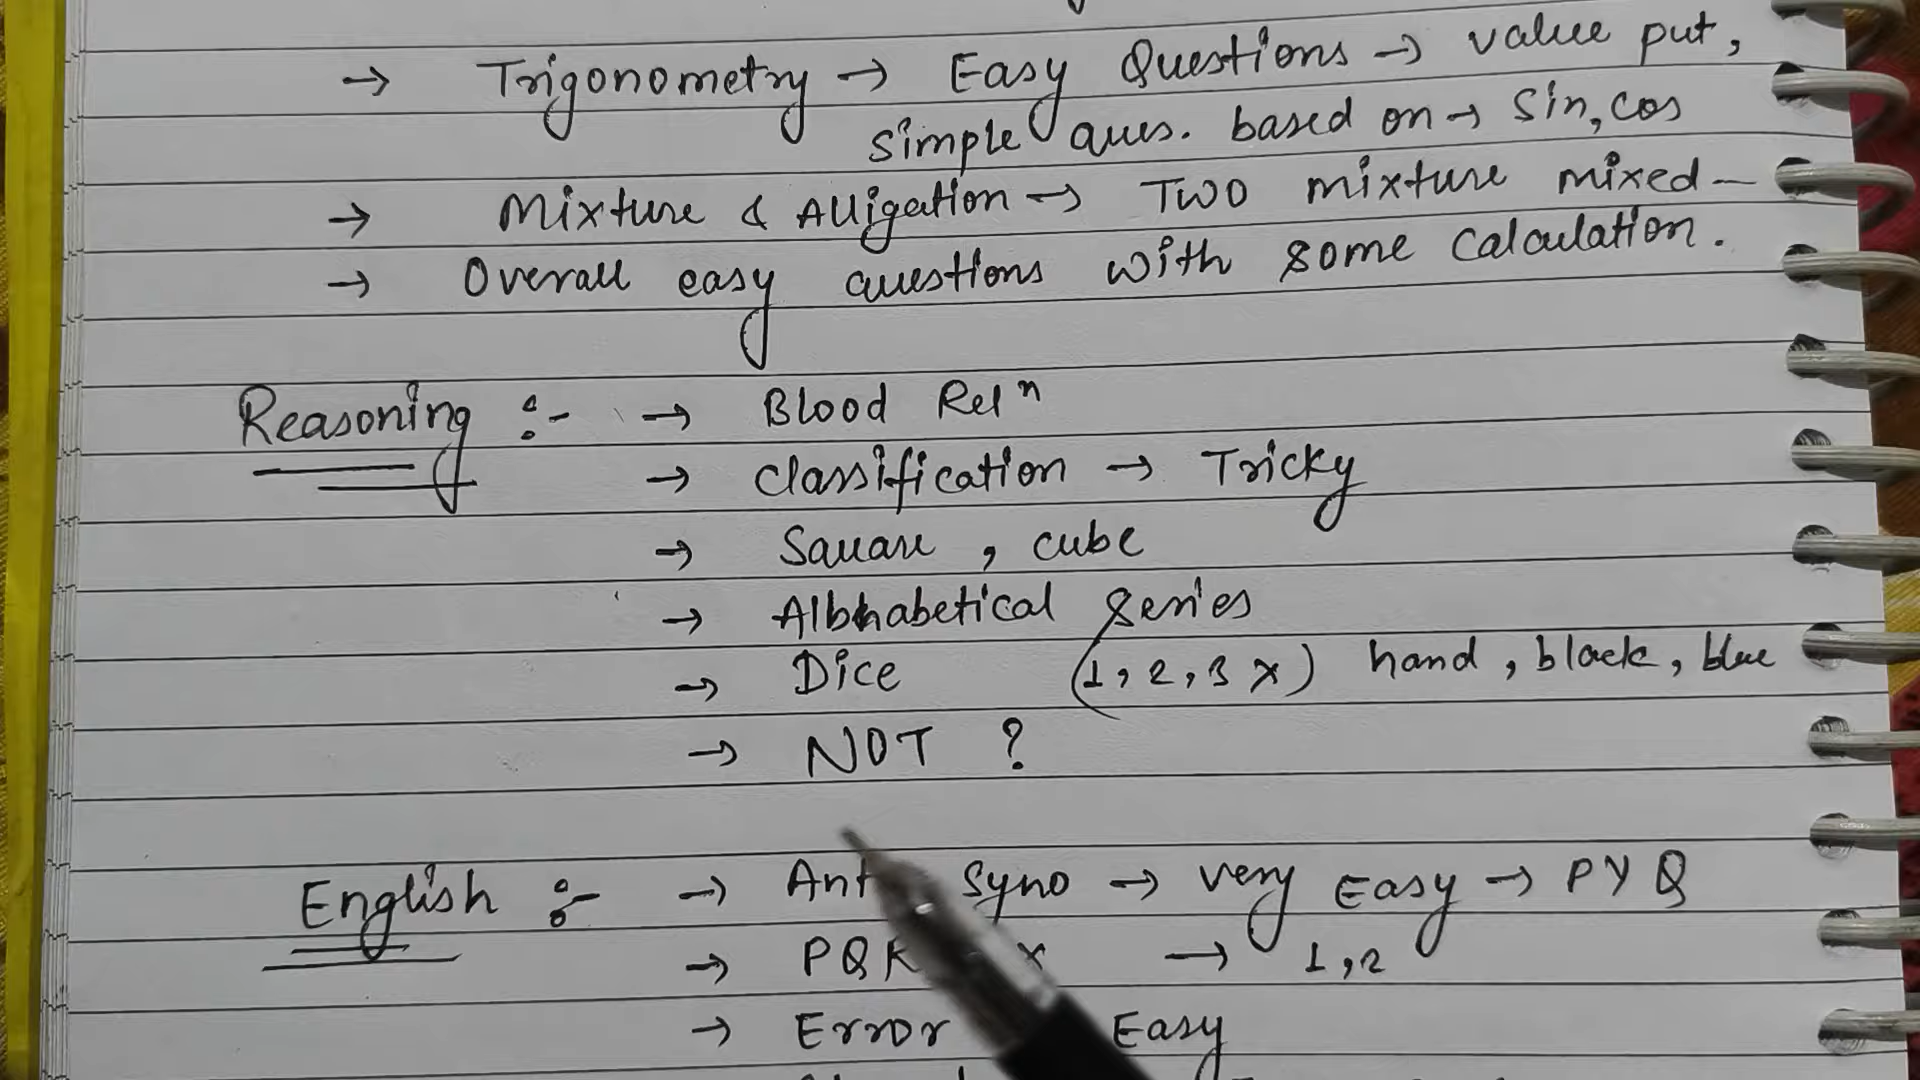 → Trigonometry → Easy Questions → value put,
simple ques. based on → Sin, cos
→ Mixture & Alligation → Two mixture mixed –
→ Overall easy questions with some calculation.
Reasoning :- → Blood Relⁿ
→ classification → Tricky
→ Square , cube
→ Alphabetical series
→ Dice (1, 2, 3 x) hand, black, blue
→ NOT ?
English :- → Syno → very Easy → PYQ
→ x → 1,2
→ Error Easy